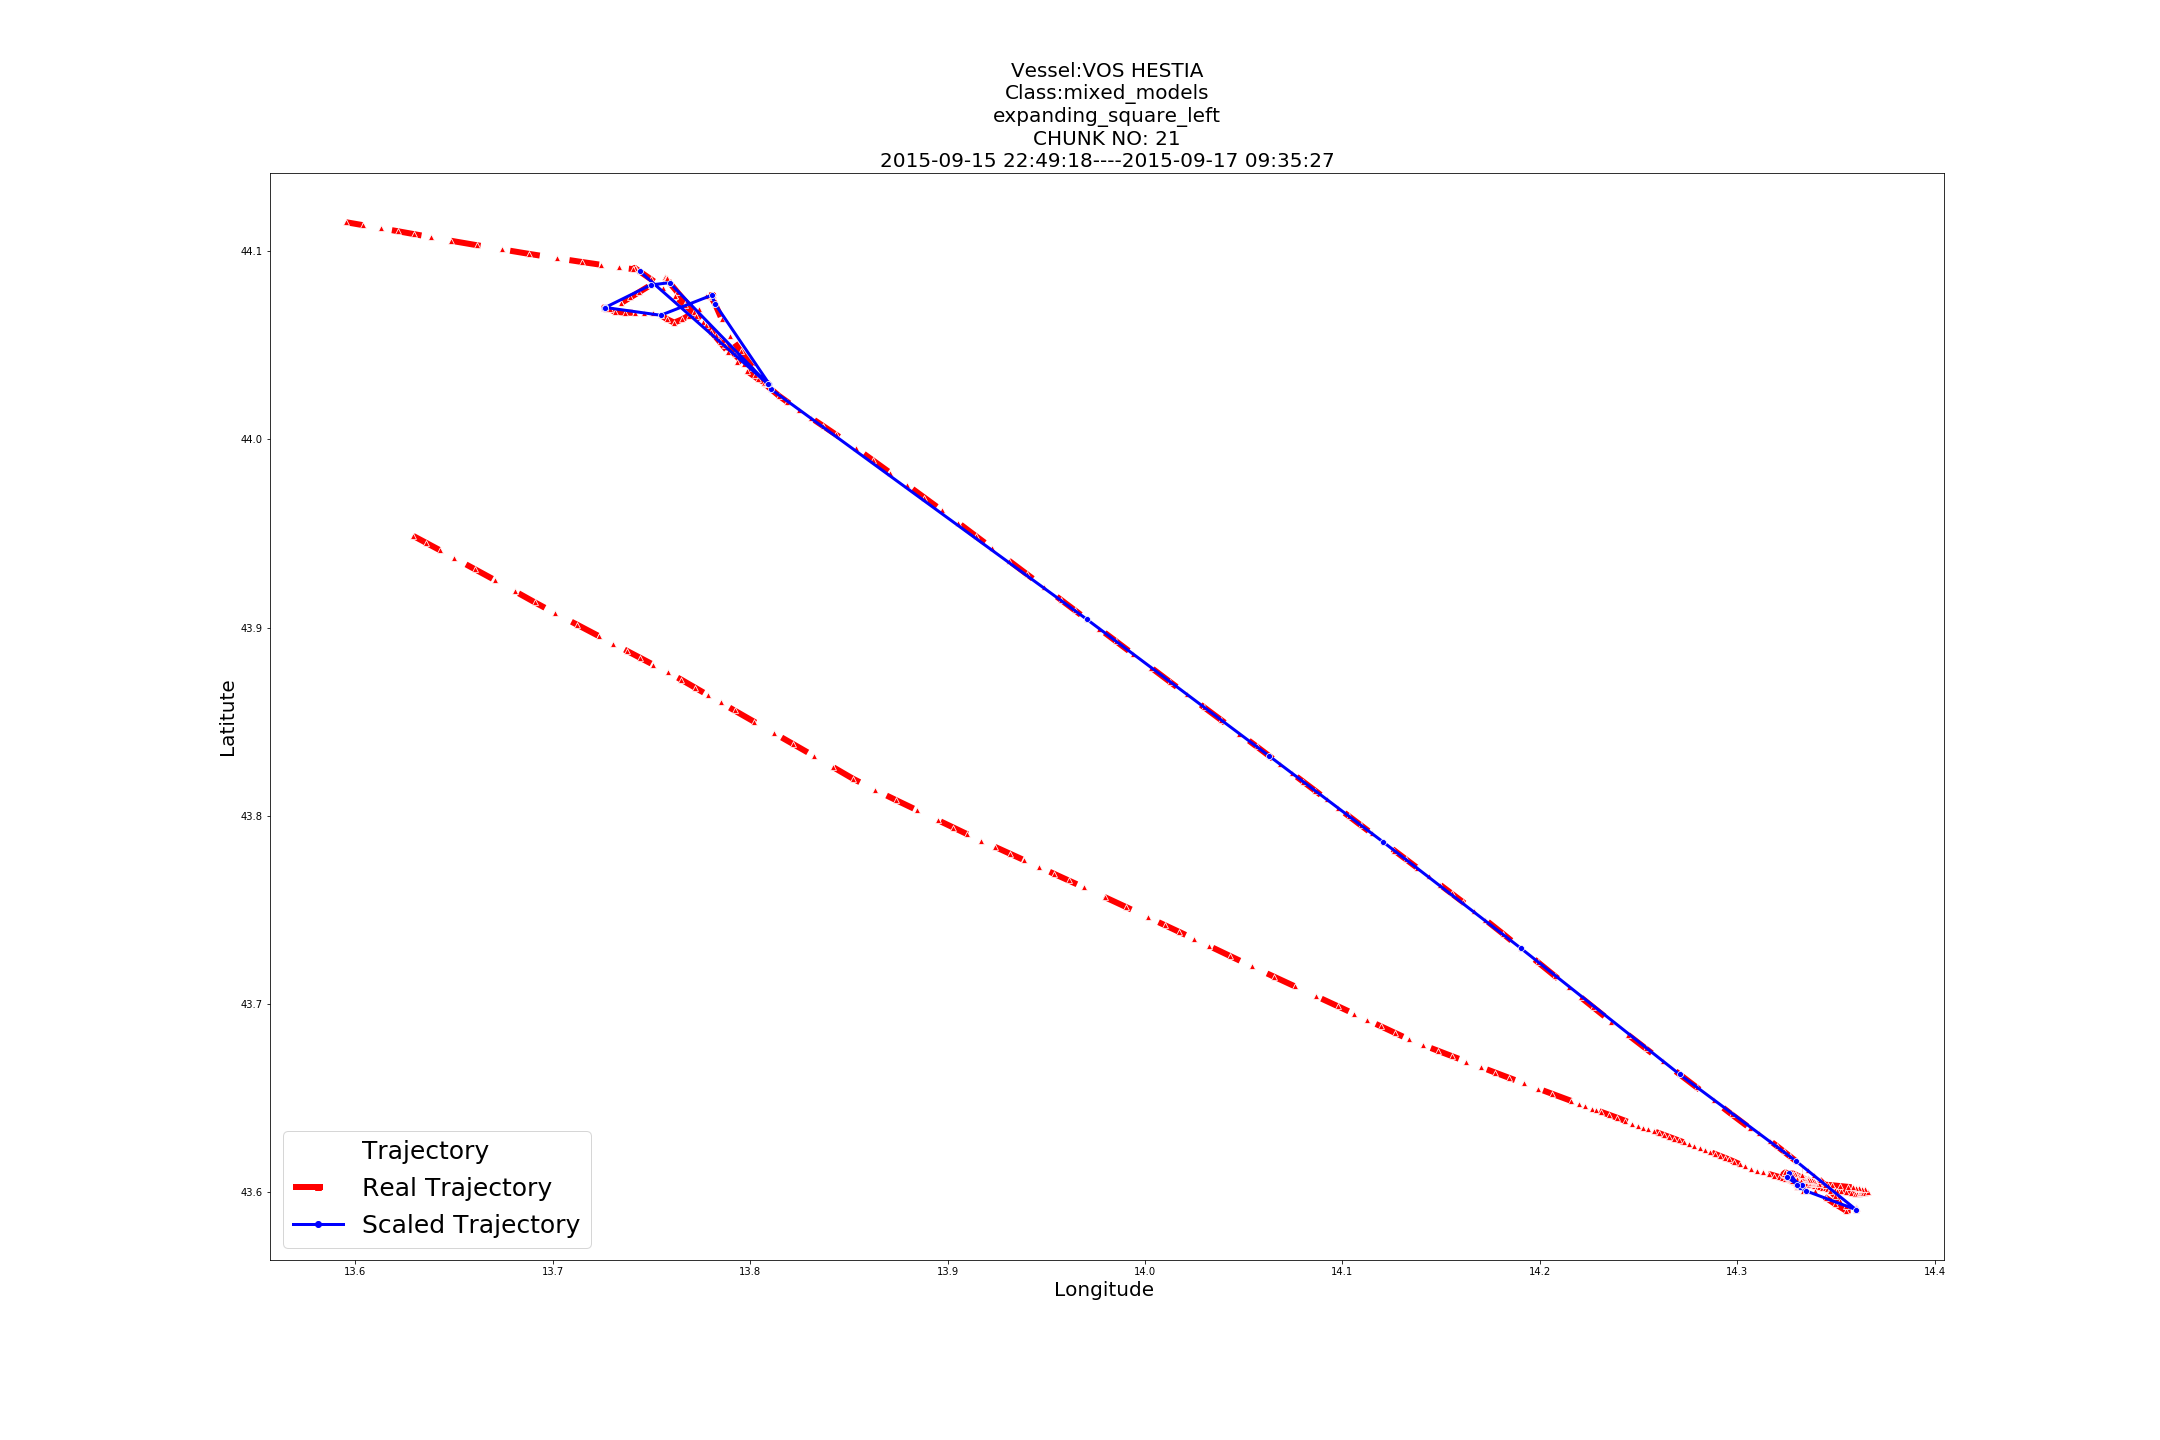 Vessel:VOS HESTIA
Class:mixed_models
expanding_square_left
CHUNK NO: 21
2015-09-15 22:49:18----2015-09-17 09:35:27
44.1
44.0
43.9
43.8
43.7
43.6
Latitute
Trajectory
Real Trajectory
Scaled Trajectory
13.6 13.7 13.8 13.9 14.0 14.1 14.2 14.3 14.4
Longitude